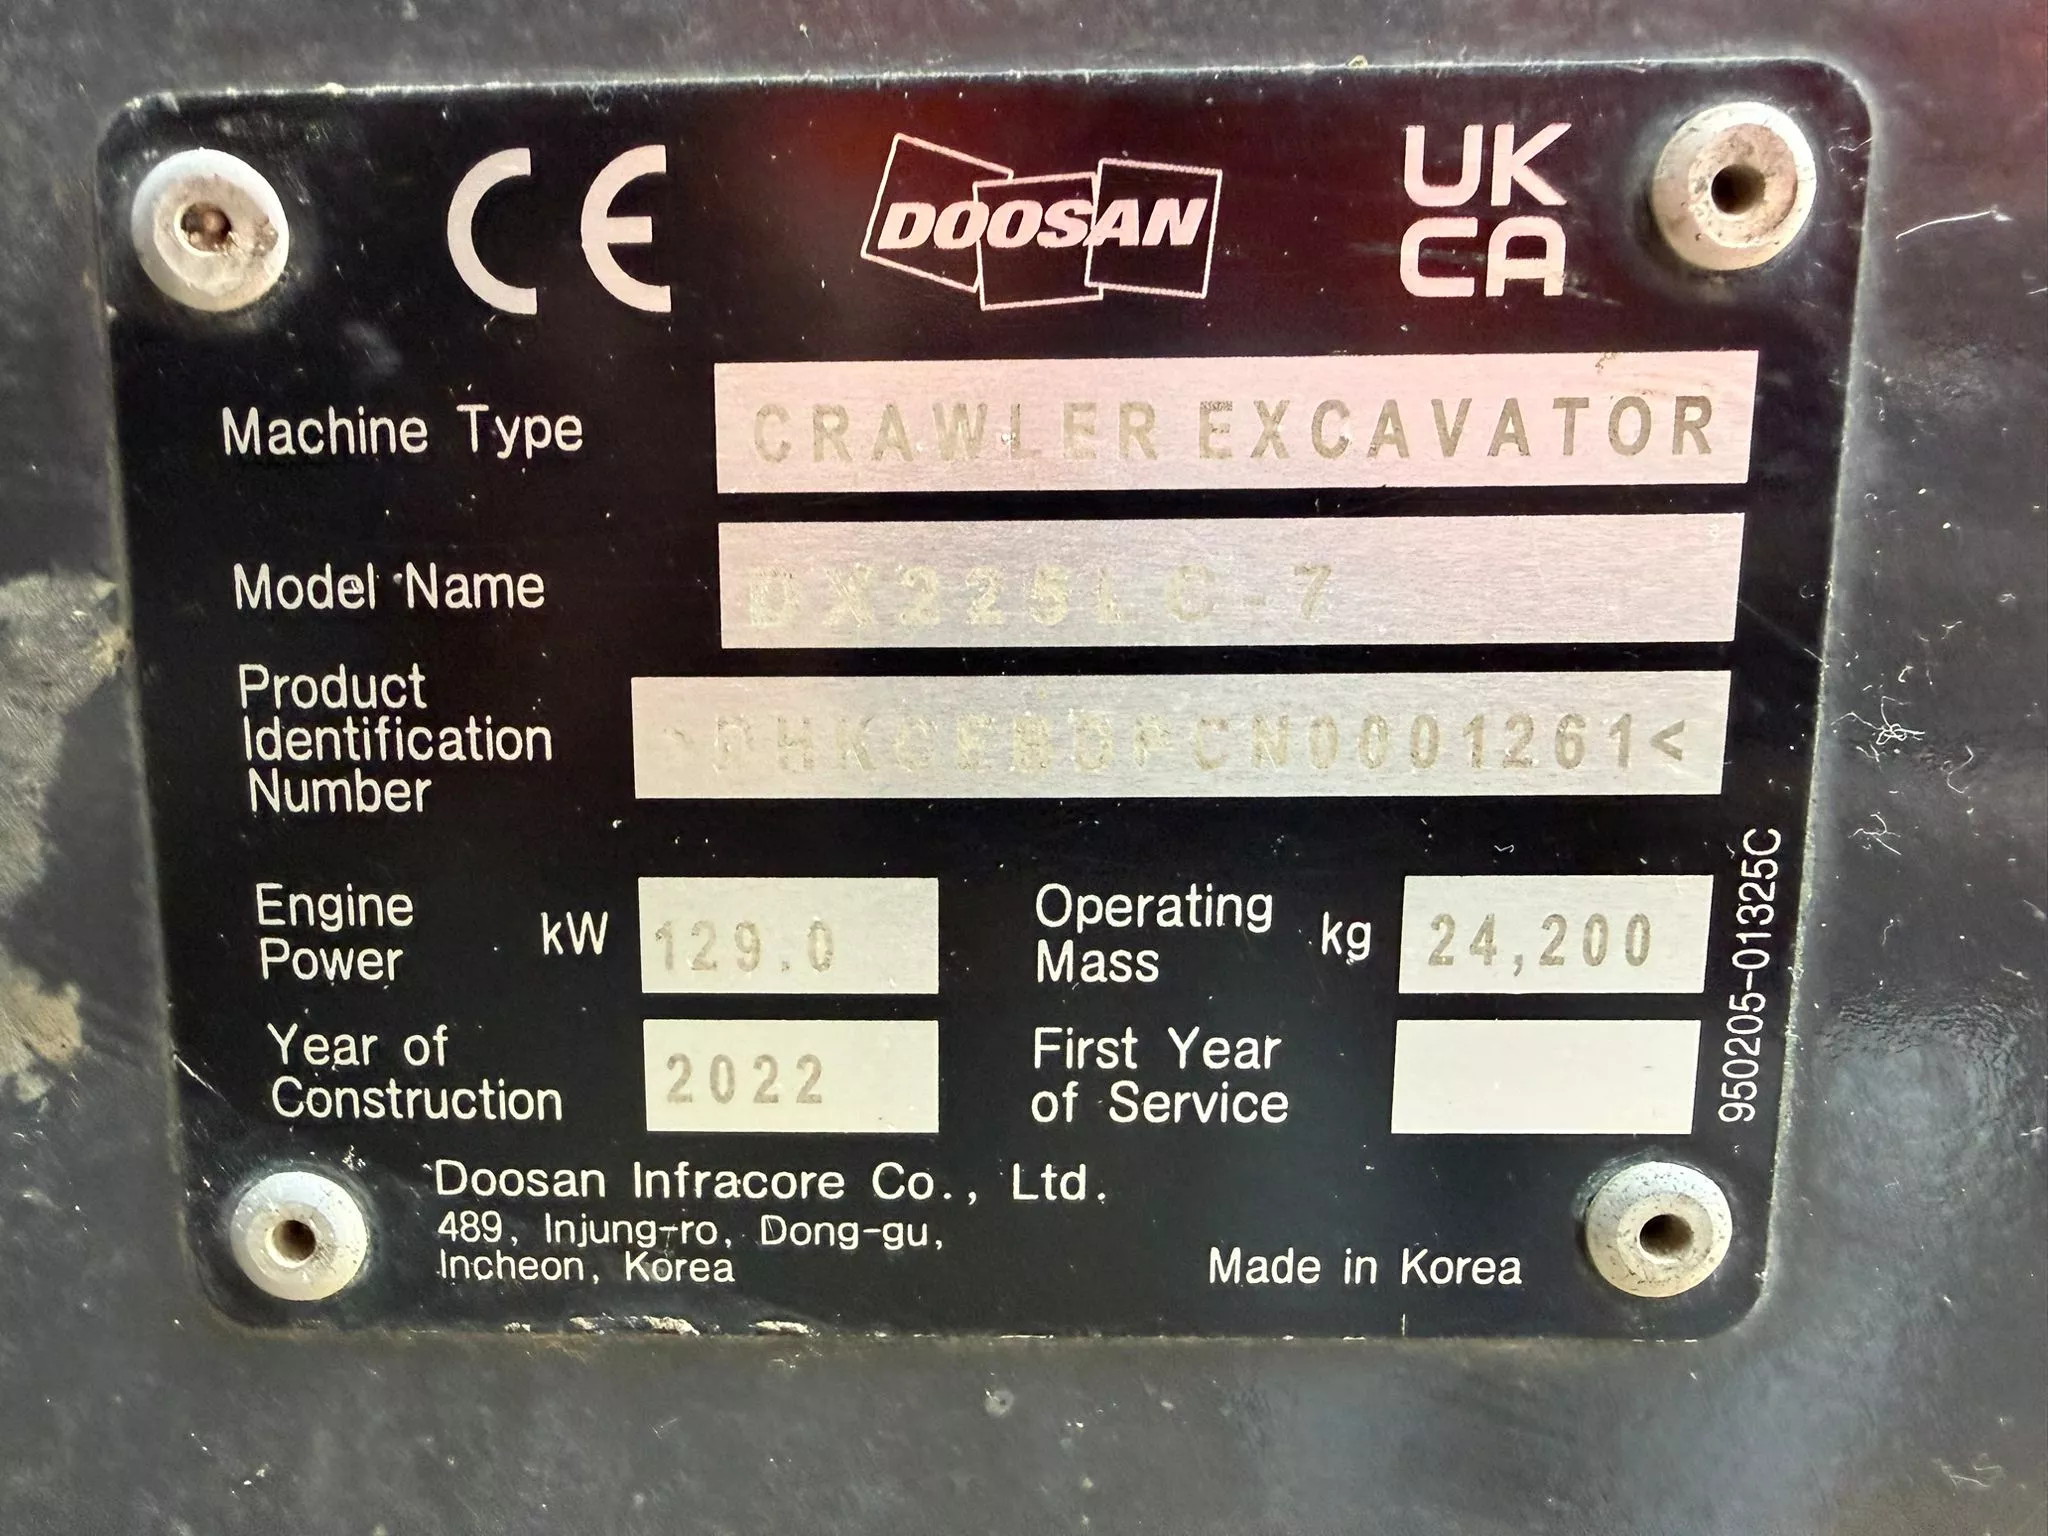 CE
DOOSAN
UK
CA
Machine Type
CRAWLER EXCAVATOR
Model Name
DX225LC-7
Product
Identification
Number
>DHKCEBDPCN0001261<
Engine
Power
kW
129.0
Operating
Mass
kg
24,200
Year of
Construction
2022
First Year
of Service
950205-01325C
Doosan Infracore Co., Ltd.
489, Injung-ro, Dong-gu,
Incheon, Korea
Made in Korea